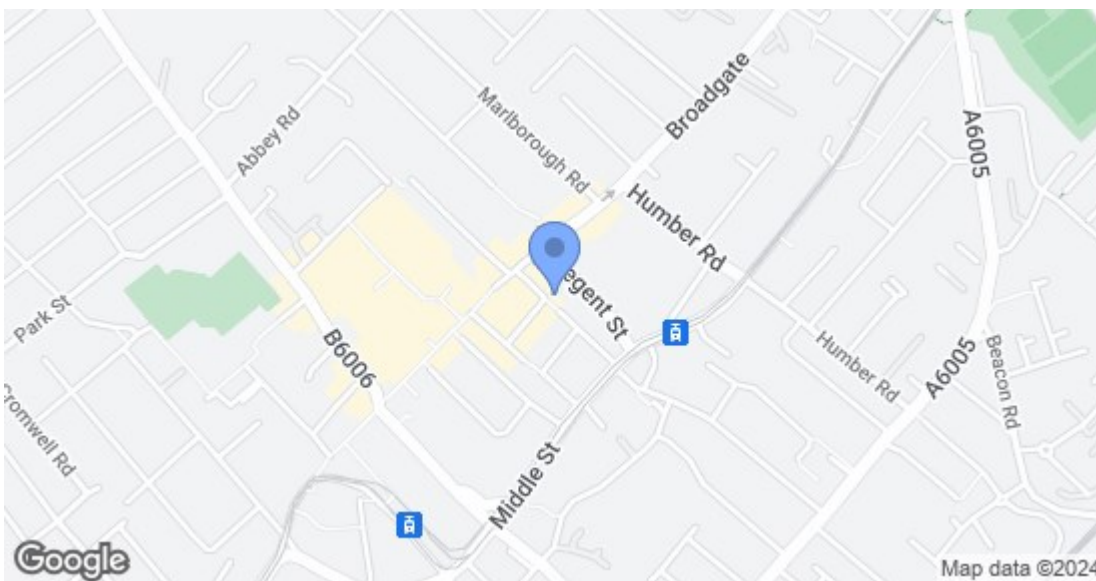 Broadgate
Marlborough Rd
Abbey Rd
A6005
Humber Rd
egent St
Park St
B6006
Humber Rd
A6005
Beacon Rd
Cromwell Rd
Middle St
Google
Map data ©2024